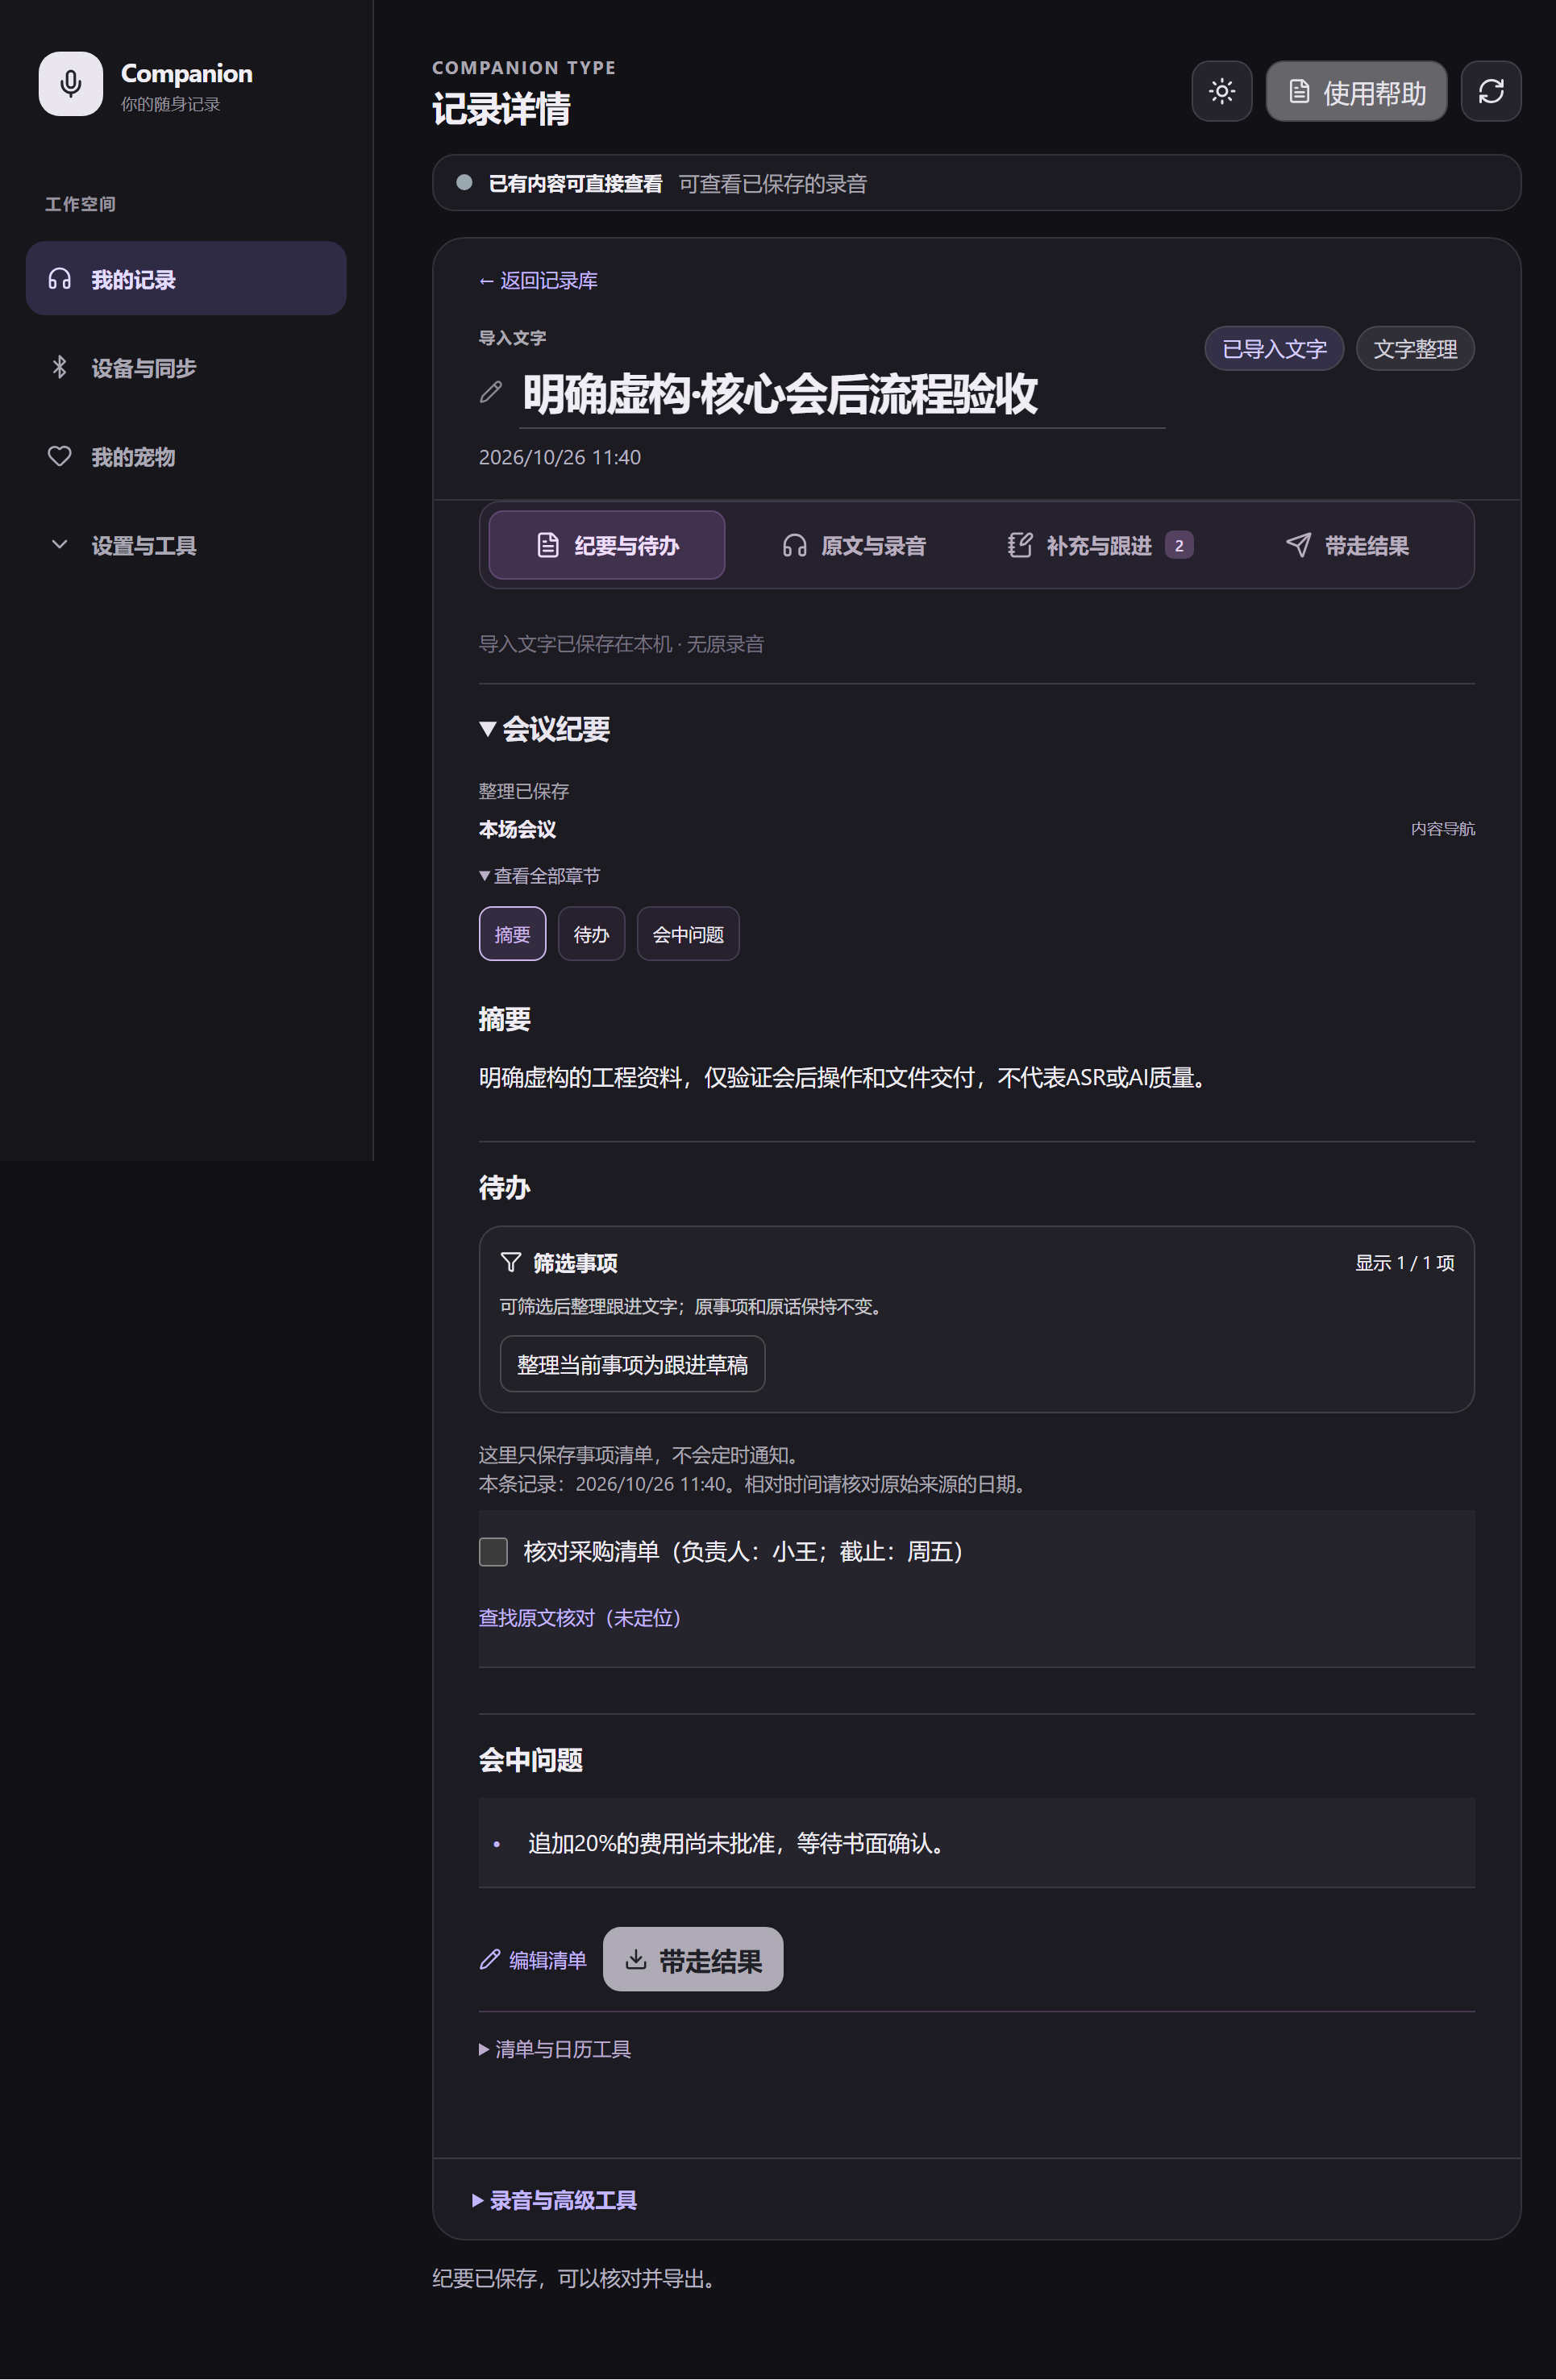 Companion
你的随身记录
工作空间
我的记录
设备与同步
我的宠物
设置与工具
COMPANION TYPE
记录详情
使用帮助
已有内容可直接查看 可查看已保存的录音
← 返回记录库
导入文字
已导入文字 文字整理
明确虚构·核心会后流程验收
2026/10/26 11:40
纪要与待办 原文与录音 补充与跟进 2 带走结果
导入文字已保存在本机 · 无原录音
▼会议纪要
整理已保存
本场会议 内容导航
▼查看全部章节
摘要 待办 会中问题
摘要
明确虚构的工程资料，仅验证会后操作和文件交付，不代表ASR或AI质量。
待办
筛选事项 显示 1 / 1 项
可筛选后整理跟进文字；原事项和原话保持不变。
整理当前事项为跟进草稿
这里只保存事项清单，不会定时通知。
本条记录：2026/10/26 11:40。相对时间请核对原始来源的日期。
核对采购清单（负责人：小王；截止：周五）
查找原文核对（未定位）
会中问题
• 追加20%的费用尚未批准，等待书面确认。
编辑清单 带走结果
▶清单与日历工具
▶录音与高级工具
纪要已保存，可以核对并导出。